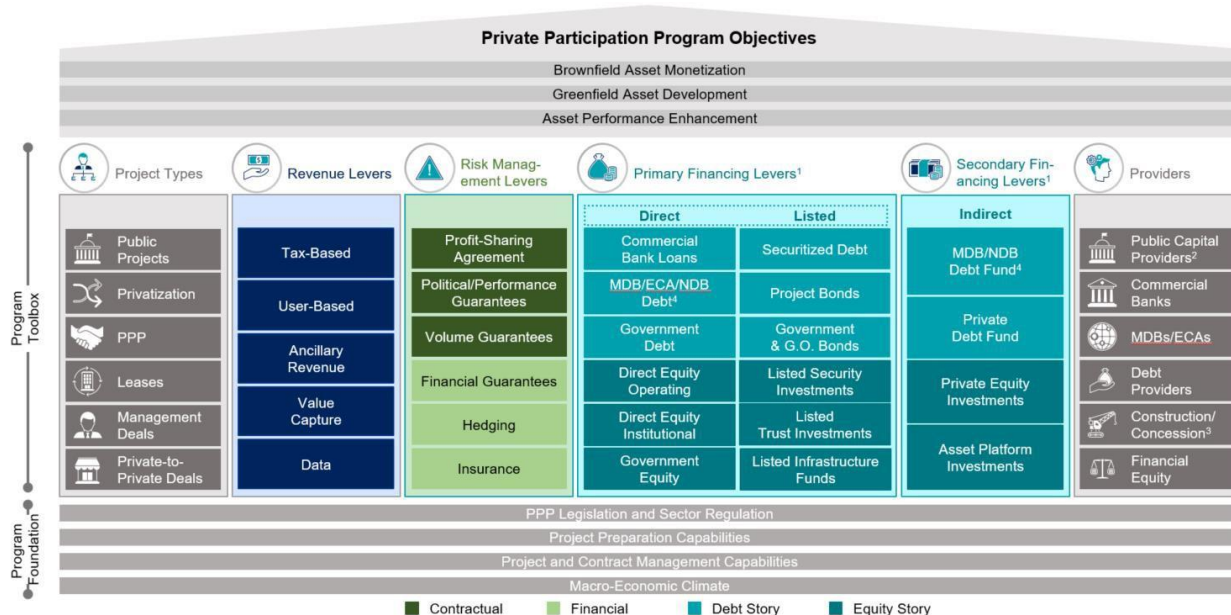 Private Participation Program Objectives
Brownfield Asset Monetization
Greenfield Asset Development
Asset Performance Enhancement
Program
Toolbox
Project Types
Public
Projects
Privatization
PPP
Leases
Management
Deals
Private-to-
Private Deals
Revenue Levers
Tax-Based
User-Based
Ancillary
Revenue
Value
Capture
Data
Risk Manag-
ement Levers
Profit-Sharing
Agreement
Political/Performance
Guarantees
Volume Guarantees
Financial Guarantees
Hedging
Insurance
Primary Financing Levers¹
Direct
Listed
Commercial
Bank Loans
MDB/ECA/NDB
Debt⁴
Government
Debt
Direct Equity
Operating
Direct Equity
Institutional
Government
Equity
Securitized Debt
Project Bonds
Government
& G.O. Bonds
Listed Security
Investments
Listed
Trust Investments
Listed Infrastructure
Funds
Secondary Fin-
ancing Levers¹
Indirect
MDB/NDB
Debt Fund⁴
Private
Debt Fund
Private Equity
Investments
Asset Platform
Investments
Providers
Public Capital
Providers²
Commercial
Banks
MDBs/ECAs
Debt
Providers
Construction/
Concession³
Financial
Equity
Program
Foundation
PPP Legislation and Sector Regulation
Project Preparation Capabilities
Project and Contract Management Capabilities
Macro-Economic Climate
Contractual
Financial
Debt Story
Equity Story